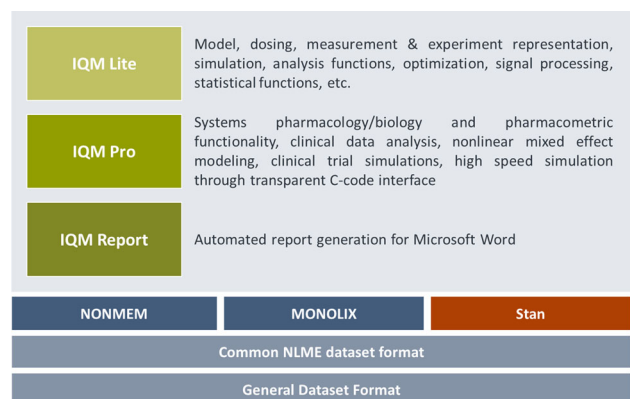 IQM Lite
Model, dosing, measurement & experiment representation,
simulation, analysis functions, optimization, signal processing,
statistical functions, etc.
IQM Pro
Systems pharmacology/biology and pharmacometric
functionality, clinical data analysis, nonlinear mixed effect
modeling, clinical trial simulations, high speed simulation
through transparent C-code interface
IQM Report
Automated report generation for Microsoft Word
NONMEM
MONOLIX
Stan
Common NLME dataset format
General Dataset Format